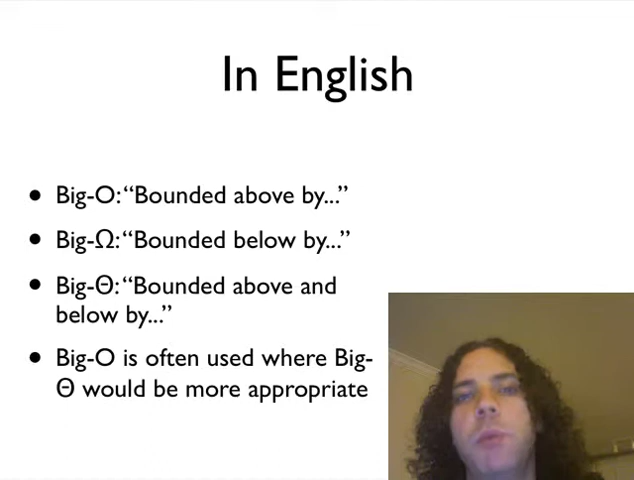 In English
• Big-O: “Bounded above by...”
• Big-Ω: “Bounded below by...”
• Big-Θ: “Bounded above and
below by...”
• Big-O is often used where Big-
Θ would be more appropriate